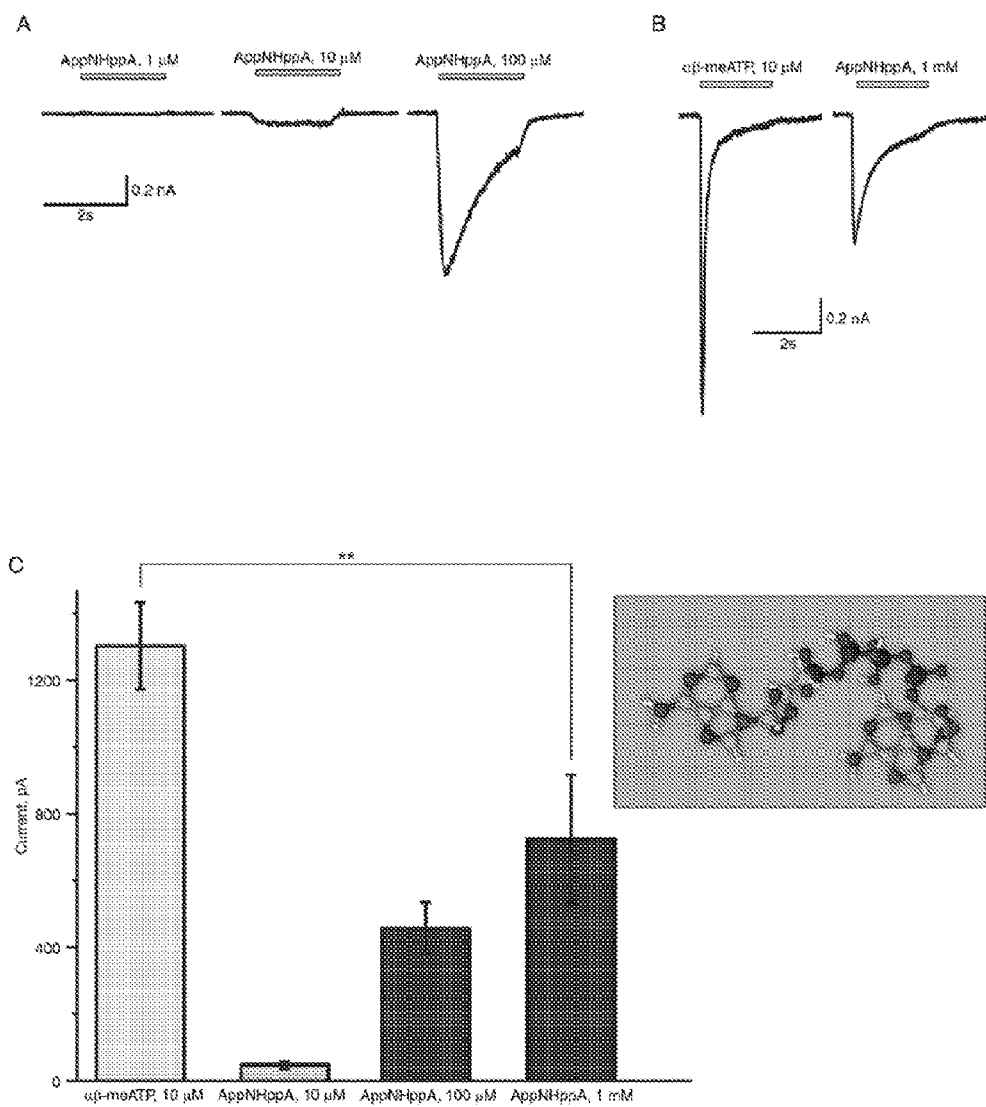 A
AppNHppA, 1 μM
AppNHppA, 10 μM
AppNHppA, 100 μM
0.2 nA
2s
B
αβ-meATP, 10 μM
AppNHppA, 1 mM
0.2 nA
2s
C
**
Current, pA
1200
800
400
0
αβ-meATP, 10 μM
AppNHppA, 10 μM
AppNHppA, 100 μM
AppNHppA, 1 mM